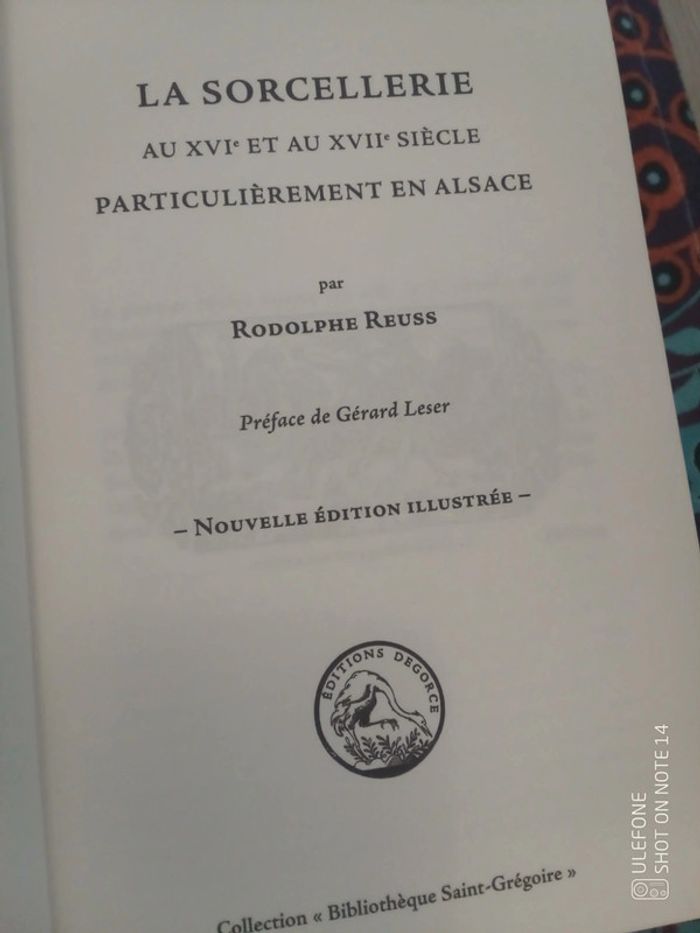 LA SORCELLERIE
AU XVIᵉ ET AU XVIIᵉ SIÈCLE
PARTICULIÈREMENT EN ALSACE
par
RODOLPHE REUSS
Préface de Gérard Leser
– NOUVELLE ÉDITION ILLUSTRÉE –
ÉDITIONS DEGORCE
Collection « Bibliothèque Saint-Grégoire »
ULEFONE
SHOT ON NOTE 14